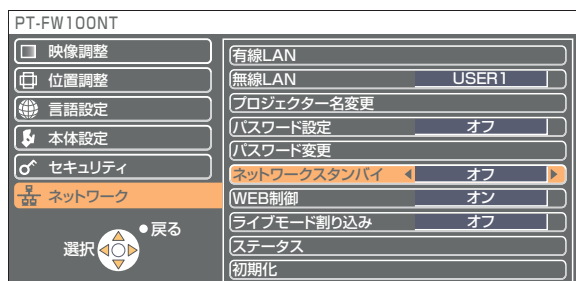 PT-FW100NT
映像調整
位置調整
言語設定
本体設定
セキュリティ
ネットワーク
●戻る
選択
有線LAN
無線LAN USER1
プロジェクター名変更
パスワード設定 オフ
パスワード変更
ネットワークスタンバイ オフ
WEB制御 オン
ライブモード割り込み オフ
ステータス
初期化